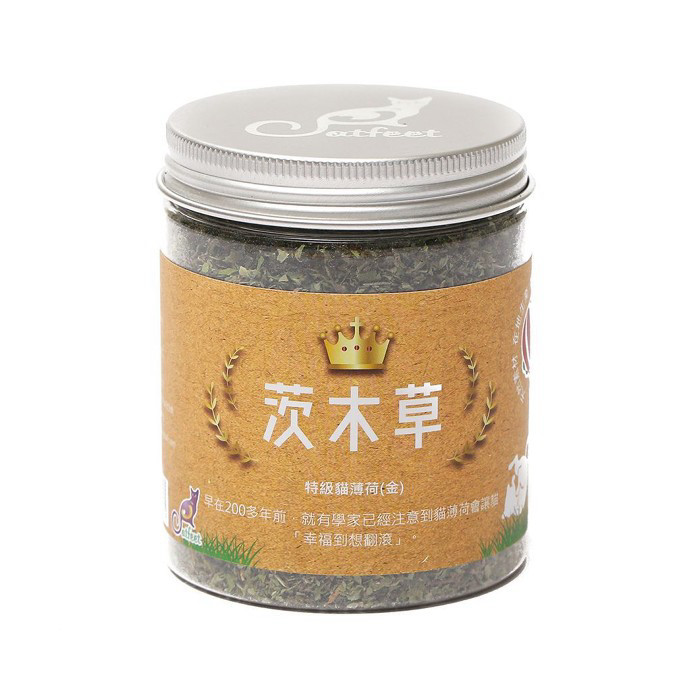 Catfeet
茨木草
特級貓薄荷(金)
早在200多年前，就有學家已經注意到貓薄荷會讓貓
「幸福到想翻滾」。
Catfeet